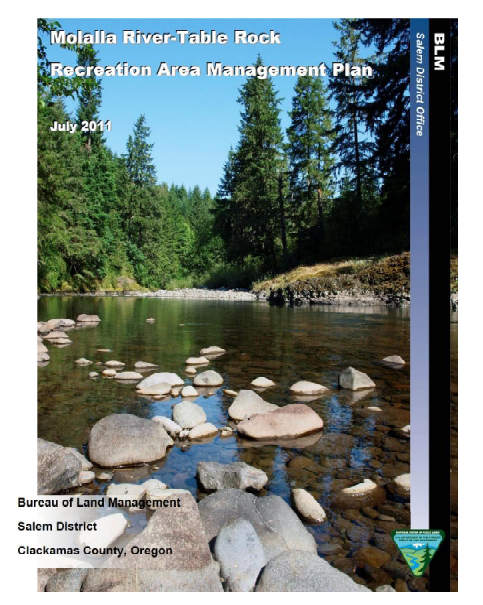 Molalla River-Table Rock
Recreation Area Management Plan
July 2011
BLM
Salem District Office
Bureau of Land Management
Salem District
Clackamas County, Oregon